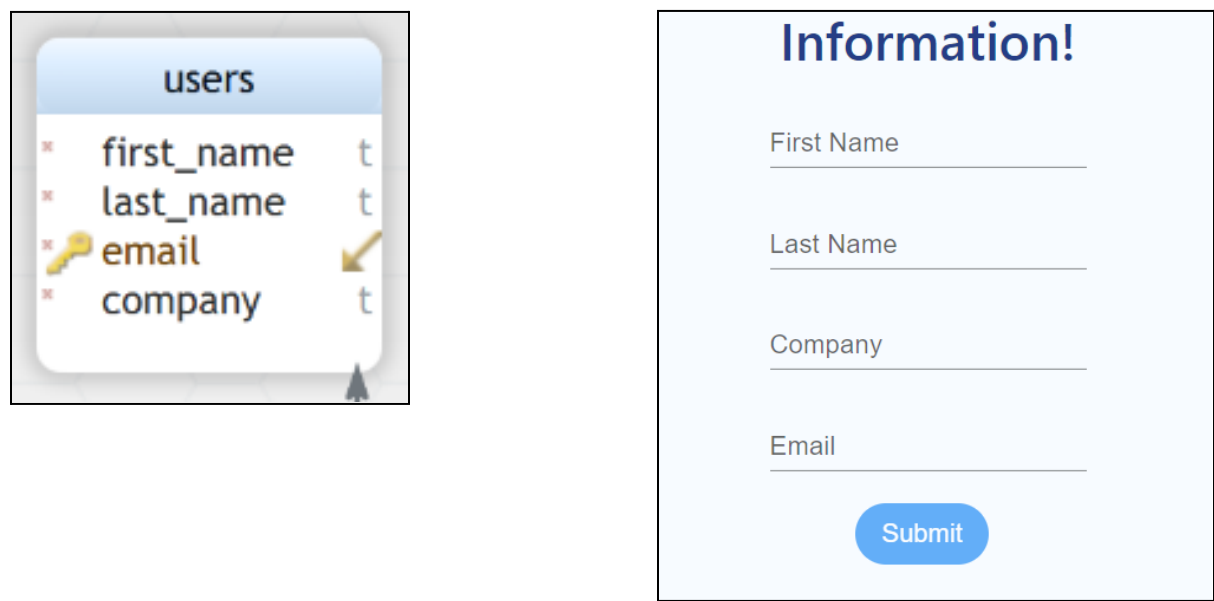 users
first_name t
last_name t
email
company t
Information!
First Name
Last Name
Company
Email
Submit